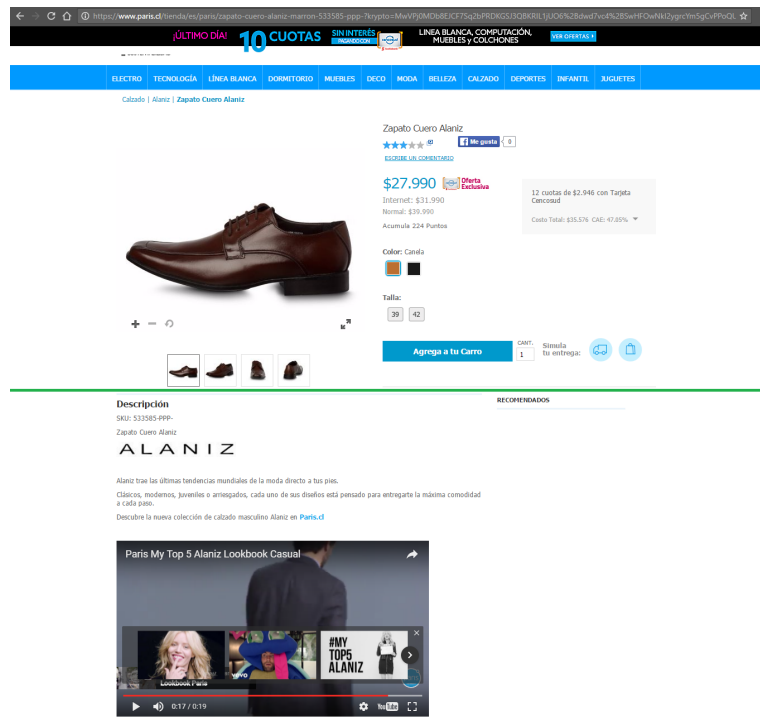 https://www.paris.cl/tienda/es/paris/zapato-cuero-alaniz-marron-533585-ppp-?krypto=
¡ÚLTIMO DÍA! 10 CUOTAS SIN INTERÉS PAGANDO CON LINEA BLANCA, COMPUTACIÓN, MUEBLES y COLCHONES VER OFERTAS
ELECTRO TECNOLOGÍA LÍNEA BLANCA DORMITORIO MUEBLES DECO MODA BELLEZA CALZADO DEPORTES INFANTIL JUGUETES
Calzado | Alaniz | Zapato Cuero Alaniz
Zapato Cuero Alaniz
Me gusta 0
ESCRIBE UN COMENTARIO
$27.990 Oferta Exclusiva
Internet: $31.990
Normal: $39.990
Acumula 224 Puntos
12 cuotas de $2.946 con Tarjeta
Cencosud
Costo Total: $35.576 CAE: 47.05%
Color: Canela
Talla:
39 42
Agrega a tu Carro
CANT.
1
Simula
tu entrega:
Descripción
RECOMENDADOS
SKU: 533585-PPP-
Zapato Cuero Alaniz
ALANIZ
Alaniz trae las últimas tendencias mundiales de la moda directo a tus pies.
Clásicos, modernos, juveniles o arriesgados, cada uno de sus diseños está pensado para entregarte la máxima comodidad
a cada paso.
Descubre la nueva colección de calzado masculino Alaniz en Paris.cl
Paris My Top 5 Alaniz Lookbook Casual
#MY
TOP5
ALANIZ
vevo
Lookbook Paris
0:17 / 0:19
YouTube